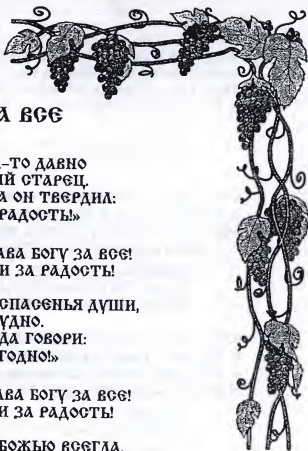 А ВСЕ
-ТО ДАВНО
ЫЙ СТАРЕЦ.
А ОН ТВЕРДИЛ:
РАДОСТЬ!»
АВА БОГУ ЗА ВСЕ!
И ЗА РАДОСТЬ!
СПАСЕНЬЯ ДУШИ,
УДНО.
ДА ГОВОРИ:
ГОДНО!»
АВА БОГУ ЗА ВСЕ!
И ЗА РАДОСТЬ!
БОЖЬЮ ВСЕГДА,